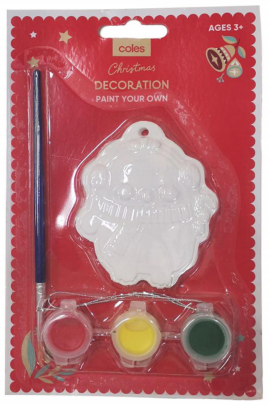 AGES 3+
coles
Christmas
DECORATION
PAINT YOUR OWN